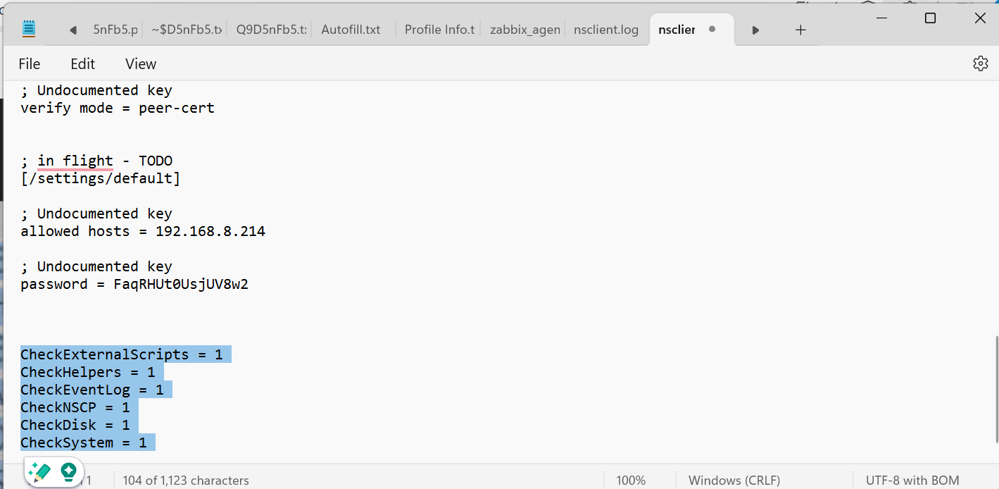 5nFb5.p
~$D5nFb5.tx
Q9D5nFb5.t
Autofill.txt
Profile Info.t
zabbix_agen
nsclient.log
nsclier
File
Edit
View
; Undocumented key
verify mode = peer-cert
; in flight - TODO
[/settings/default]
; Undocumented key
allowed hosts = 192.168.8.214
; Undocumented key
password = FaqRHUt0UsjUV8w2
CheckExternalScripts = 1
CheckHelpers = 1
CheckEventLog = 1
CheckNSCP = 1
CheckDisk = 1
CheckSystem = 1
1
104 of 1,123 characters
100%
Windows (CRLF)
UTF-8 with BOM